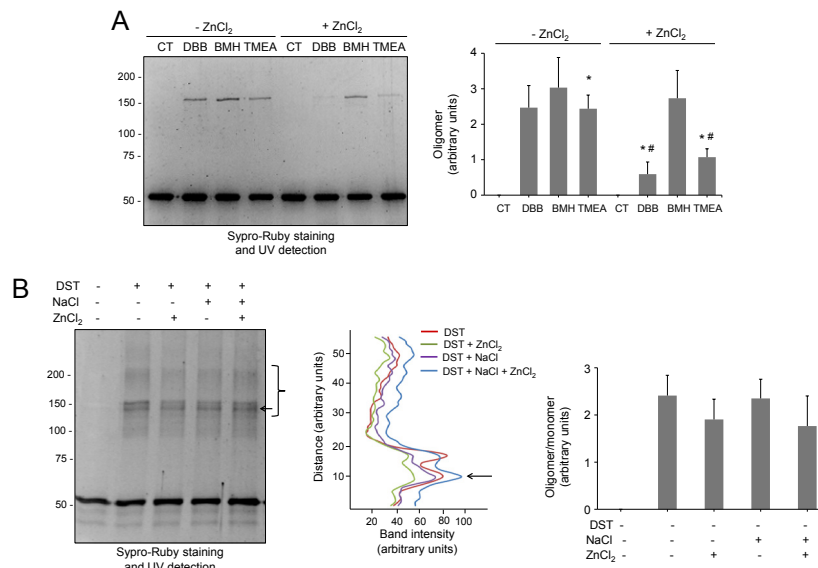 A
- ZnCl2 + ZnCl2
CT DBB BMH TMEA CT DBB BMH TMEA
200 -
150 -
100 -
75 -
50 -
Sypro-Ruby staining
and UV detection
- ZnCl2 + ZnCl2
Oligomer
(arbitrary units)
4
3
2
1
0
* * # * #
CT DBB BMH TMEA CT DBB BMH TMEA
B
DST - + + + +
NaCl - - - + +
ZnCl2 - - + - +
200 -
150 -
100 -
75 -
50 -
Sypro-Ruby staining
and UV detection
Distance (arbitrary units)
50
40
30
20
10
DST
DST + ZnCl2
DST + NaCl
DST + NaCl + ZnCl2
20 40 60 80 100
Band intensity
(arbitrary units)
Oligomer/monomer
(arbitrary units)
3
2
1
0
DST - - - - -
NaCl - - - + +
ZnCl2 - - + - +